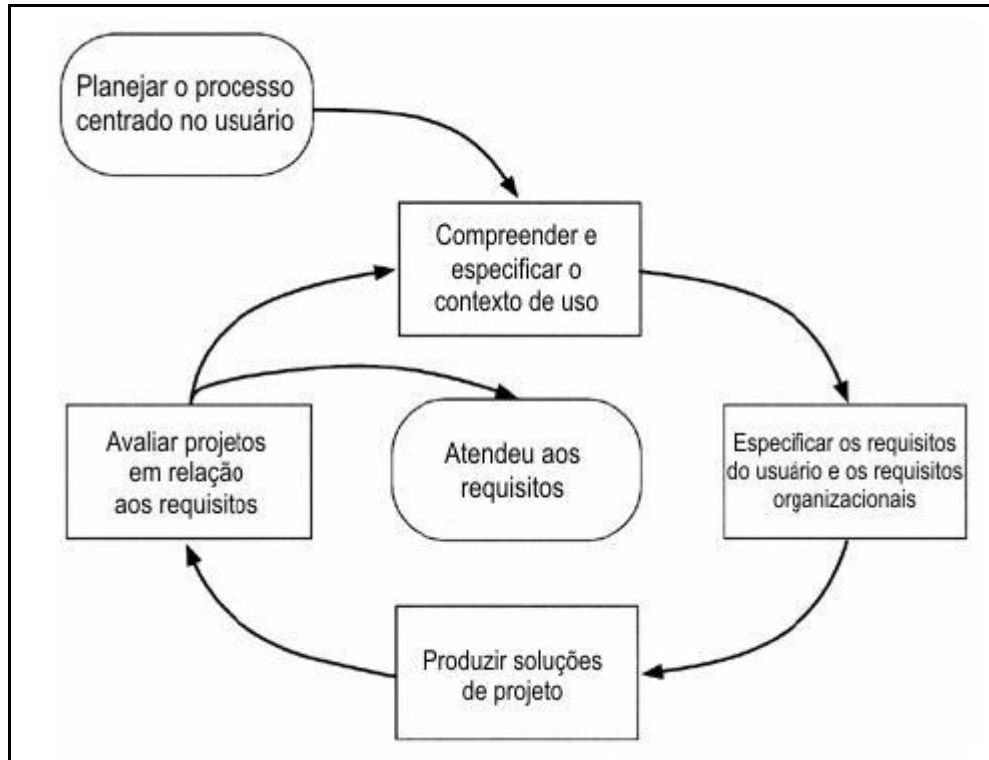 Planejar o processo
centrado no usuário
Compreender e
especificar o
contexto de uso
Avaliar projetos
em relação
aos requisitos
Atendeu aos
requisitos
Especificar os requisitos
do usuário e os requisitos
organizacionais
Produzir soluções
de projeto